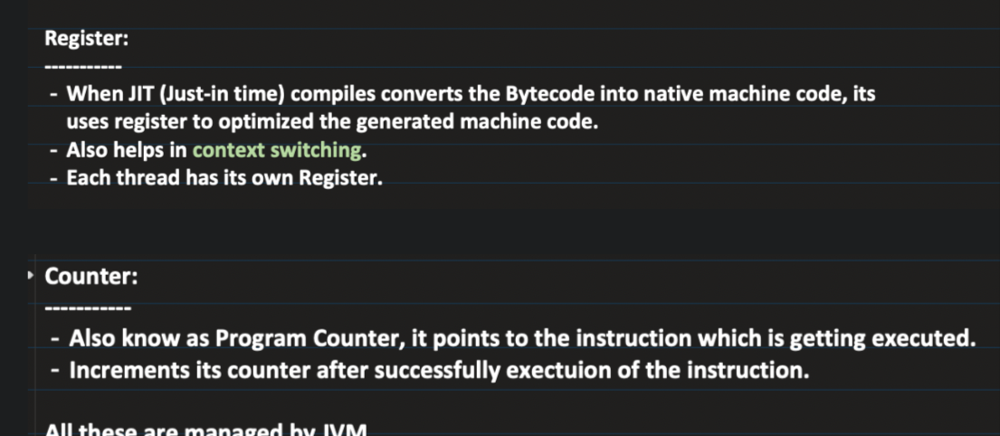 Register:
-----------
- When JIT (Just-in time) compiles converts the Bytecode into native machine code, its
uses register to optimized the generated machine code.
- Also helps in context switching.
- Each thread has its own Register.
Counter:
-----------
- Also know as Program Counter, it points to the instruction which is getting executed.
- Increments its counter after successfully exectuion of the instruction.
All these are managed by JVM